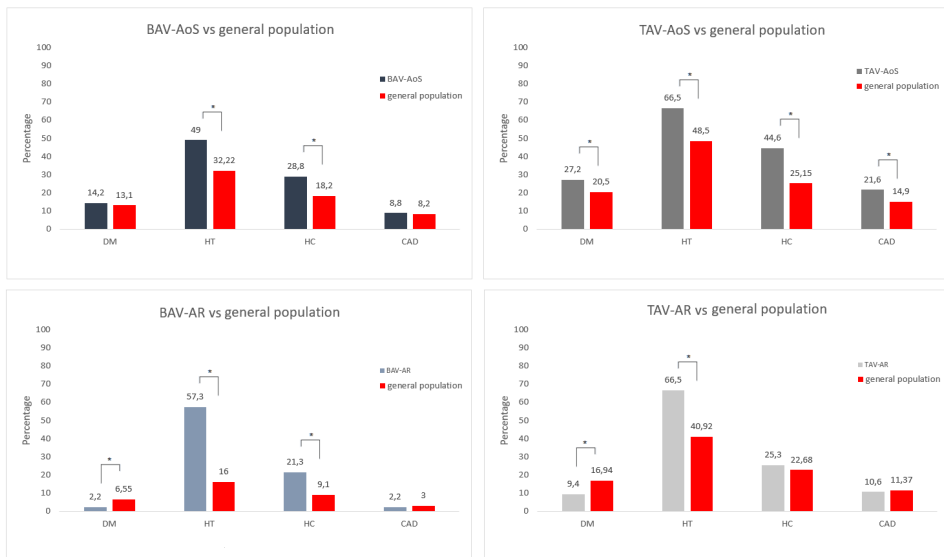 BAV-AoS vs general population
100
90
80
70
60
50
40
30
20
10
0
Percentage
BAV-AoS
general population
14,2
13,1
49
*
32,22
28,8
*
18,2
8,8
8,2
DM
HT
HC
CAD
TAV-AoS vs general population
100
90
80
70
60
50
40
30
20
10
0
Percentage
TAV-AoS
general population
27,2
*
20,5
66,5
*
48,5
44,6
*
25,15
21,6
*
14,9
DM
HT
HC
CAD
BAV-AR vs general population
100
90
80
70
60
50
40
30
20
10
0
Percentage
BAV-AR
general population
2,2
*
6,55
57,3
*
16
21,3
*
9,1
2,2
3
DM
HT
HC
CAD
TAV-AR vs general population
100
90
80
70
60
50
40
30
20
10
0
Percentage
TAV-AR
general population
9,4
*
16,94
66,5
*
40,92
25,3
22,68
10,6
11,37
DM
HT
HC
CAD